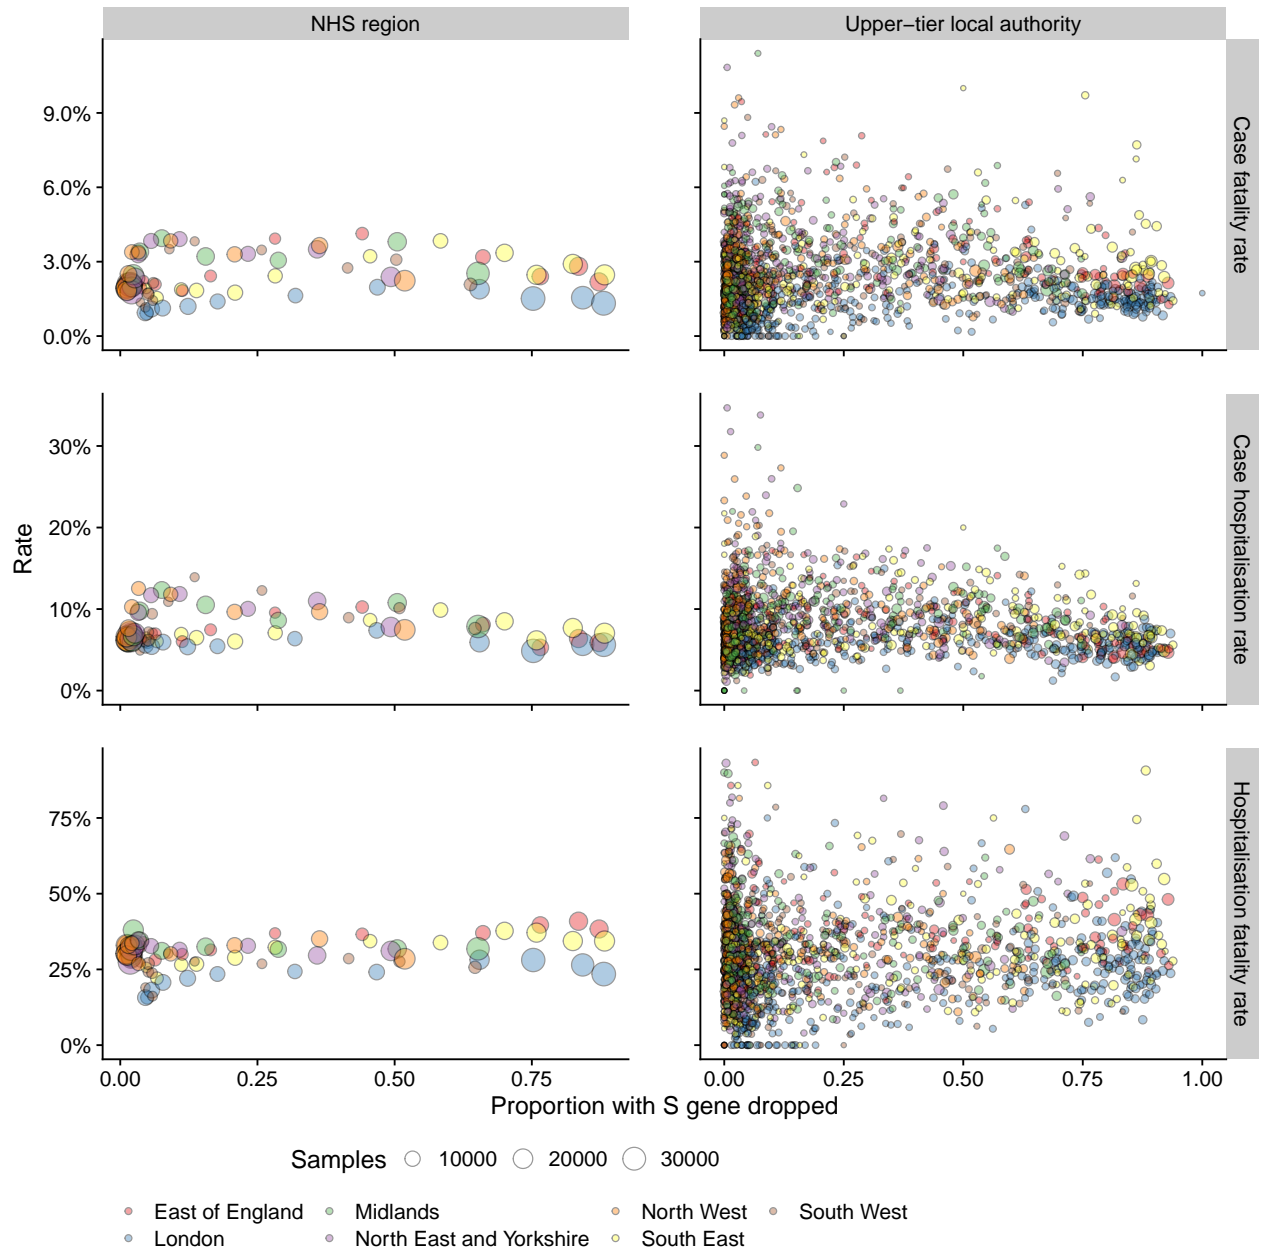 NHS region
Upper−tier local authority
9.0%
6.0%
3.0%
0.0%
Case fatality rate
30%
20%
10%
0%
Case hospitalisation rate
Rate
75%
50%
25%
0%
Hospitalisation fatality rate
0.00 0.25 0.50 0.75
0.00 0.25 0.50 0.75 1.00
Proportion with S gene dropped
Samples 10000 20000 30000
East of England Midlands North West South West
London North East and Yorkshire South East